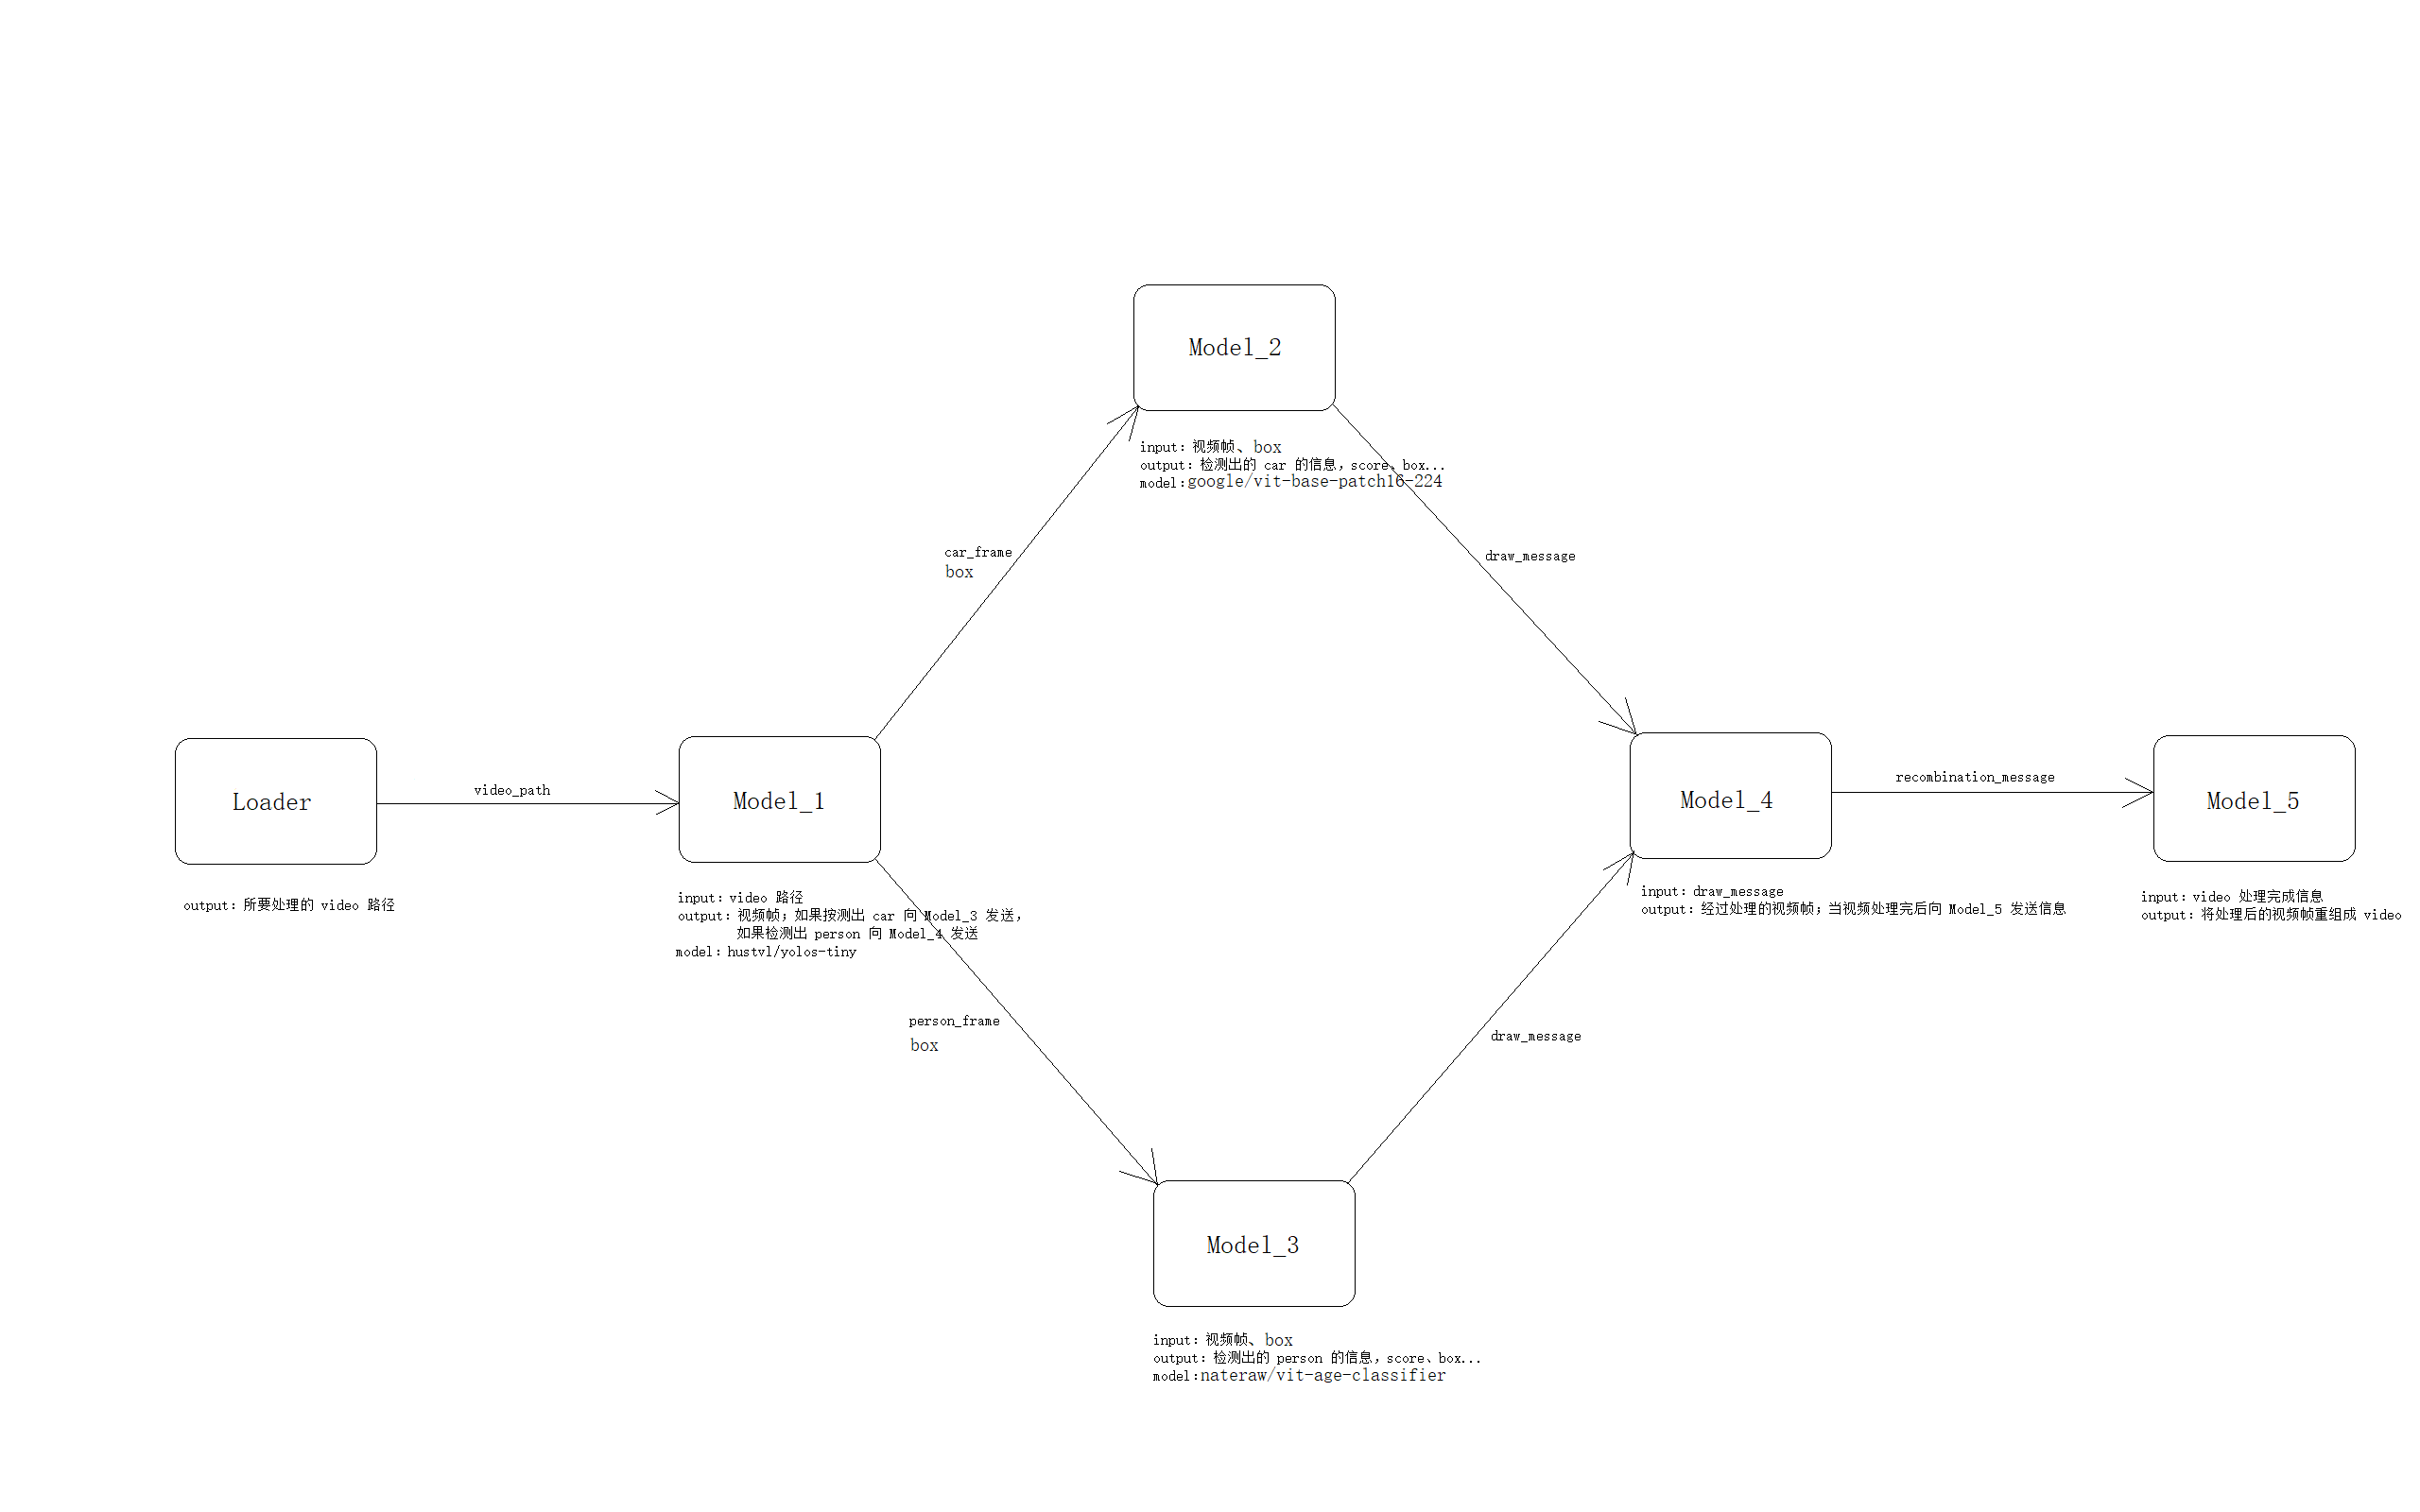 Model_2
input: 视频帧、box
output: 检测出的 car 的信息，score、box...
model:google/vit-base-patch16-224
car_frame
box
draw_message
Loader
video_path
Model_1
Model_4
recombination_message
Model_5
output: 所要处理的 video 路径
input: video 路径
output: 视频帧；如果按测出 car 向 Model_3 发送，
如果检测出 person 向 Model_4 发送
model: hustvl/yolos-tiny
input: draw_message
output: 经过处理的视频帧；当视频处理完后向 Model_5 发送信息
input: video 处理完成信息
output: 将处理后的视频帧重组成 video
person_frame
box
draw_message
Model_3
input: 视频帧、box
output: 检测出的 person 的信息，score、box...
model:nateraw/vit-age-classifier